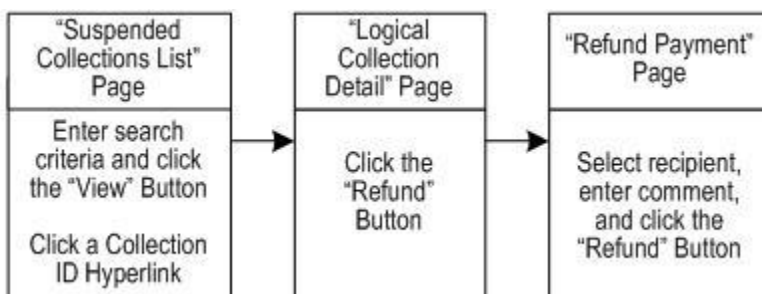 “Suspended
Collections List”
Page
Enter search
criteria and click
the “View” Button
Click a Collection
ID Hyperlink
“Logical
Collection
Detail” Page
Click the
“Refund”
Button
“Refund Payment”
Page
Select recipient,
enter comment,
and click the
“Refund” Button